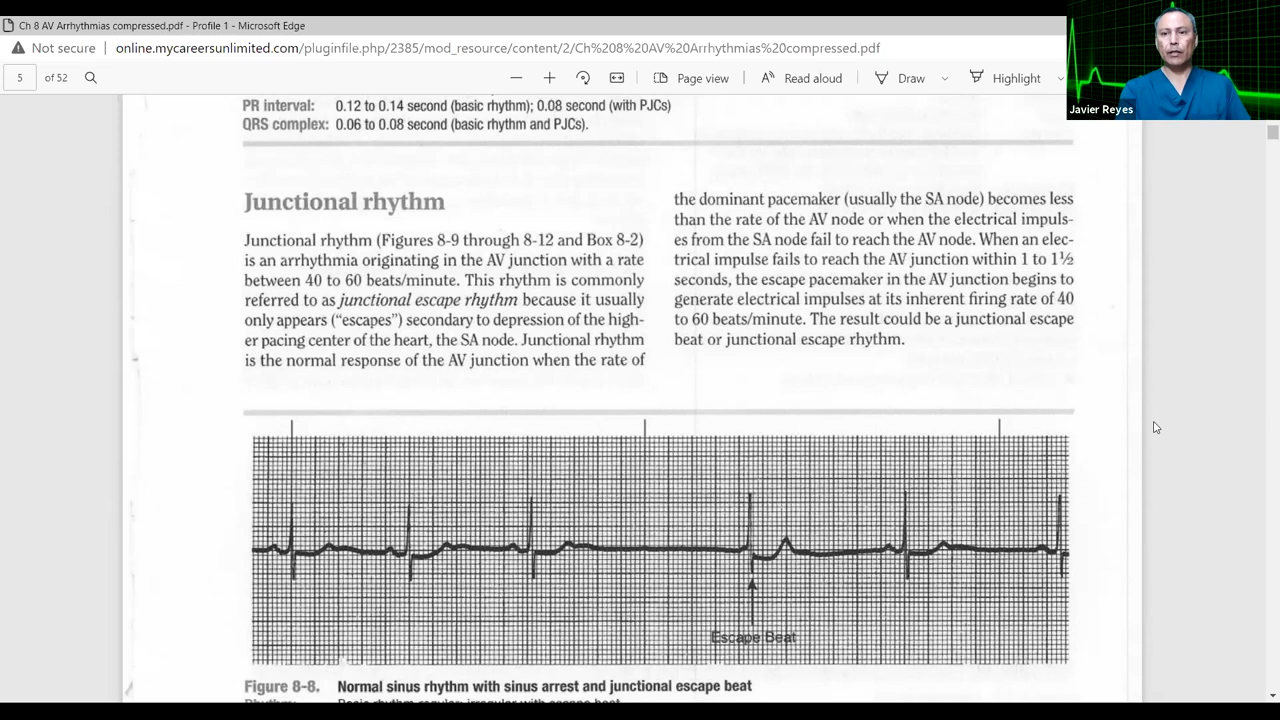 Ch 8 AV Arrhythmias compressed.pdf - Profile 1 - Microsoft Edge
Not secure
online.mycareersunlimited.com/pluginfile.php/2385/mod_resource/content/2/Ch%208%20AV%20Arrhythmias%20compressed.pdf
5 of 52
Page view
Read aloud
Draw
Highlight
Javier Reyes
PR interval: 0.12 to 0.14 second (basic rhythm); 0.08 second (with PJCs)
QRS complex: 0.06 to 0.08 second (basic rhythm and PJCs).
Junctional rhythm
Junctional rhythm (Figures 8-9 through 8-12 and Box 8-2)
is an arrhythmia originating in the AV junction with a rate
between 40 to 60 beats/minute. This rhythm is commonly
referred to as junctional escape rhythm because it usually
only appears (“escapes”) secondary to depression of the high-
er pacing center of the heart, the SA node. Junctional rhythm
is the normal response of the AV junction when the rate of
the dominant pacemaker (usually the SA node) becomes less
than the rate of the AV node or when the electrical impuls-
es from the SA node fail to reach the AV node. When an elec-
trical impulse fails to reach the AV junction within 1 to 1½
seconds, the escape pacemaker in the AV junction begins to
generate electrical impulses at its inherent firing rate of 40
to 60 beats/minute. The result could be a junctional escape
beat or junctional escape rhythm.
Escape Beat
Figure 8-8. Normal sinus rhythm with sinus arrest and junctional escape beat
Rhythm: Basic rhythm regular; irregular with escape beat